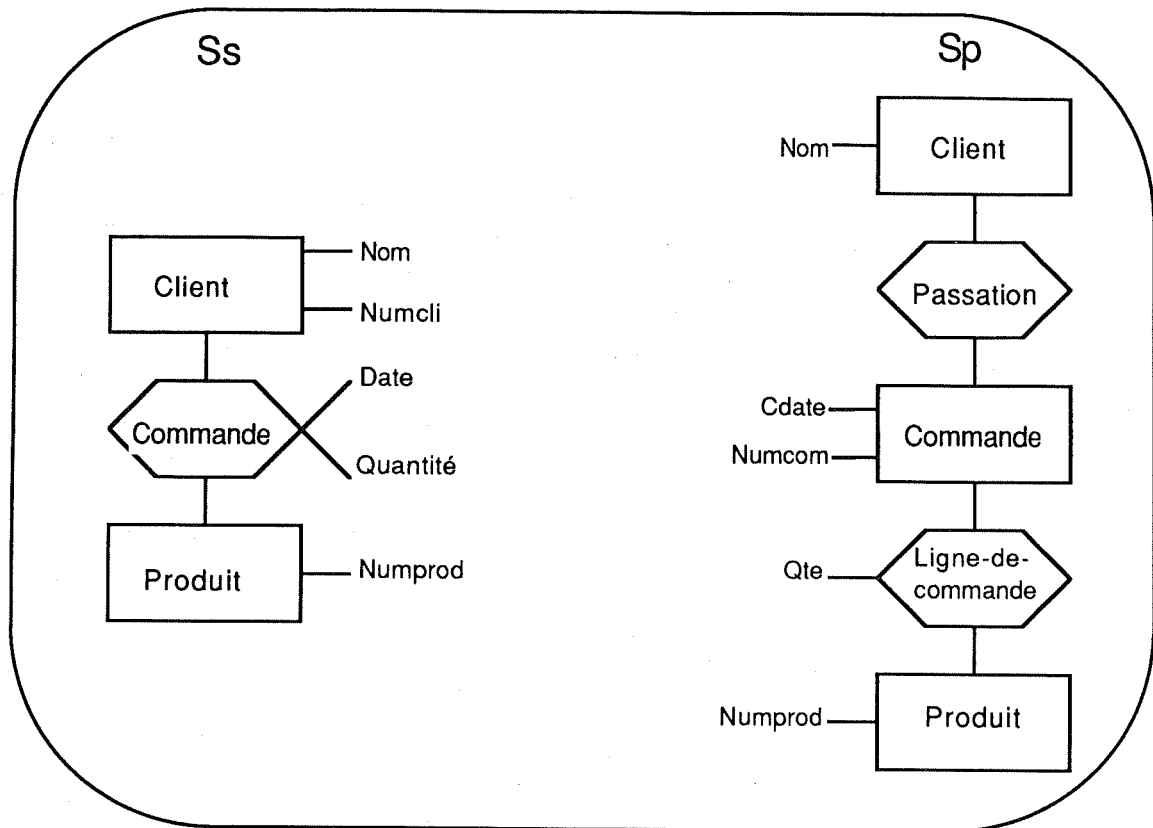 Ss
Client
Nom
Numcli
Commande
Date
Quantité
Produit
Numprod
Sp
Nom
Client
Passation
Cdate
Numcom
Commande
Qte
Ligne-de-
commande
Numprod
Produit